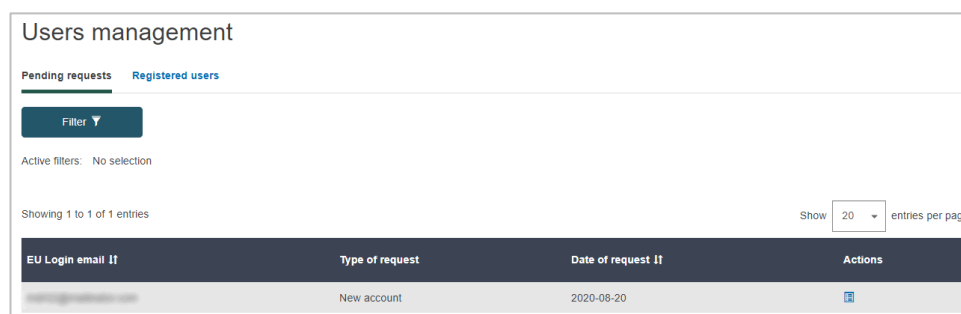 Users management
Pending requests Registered users
Filter
Active filters: No selection
Showing 1 to 1 of 1 entries Show 20 entries per pag
EU Login email Type of request Date of request Actions
New account 2020-08-20